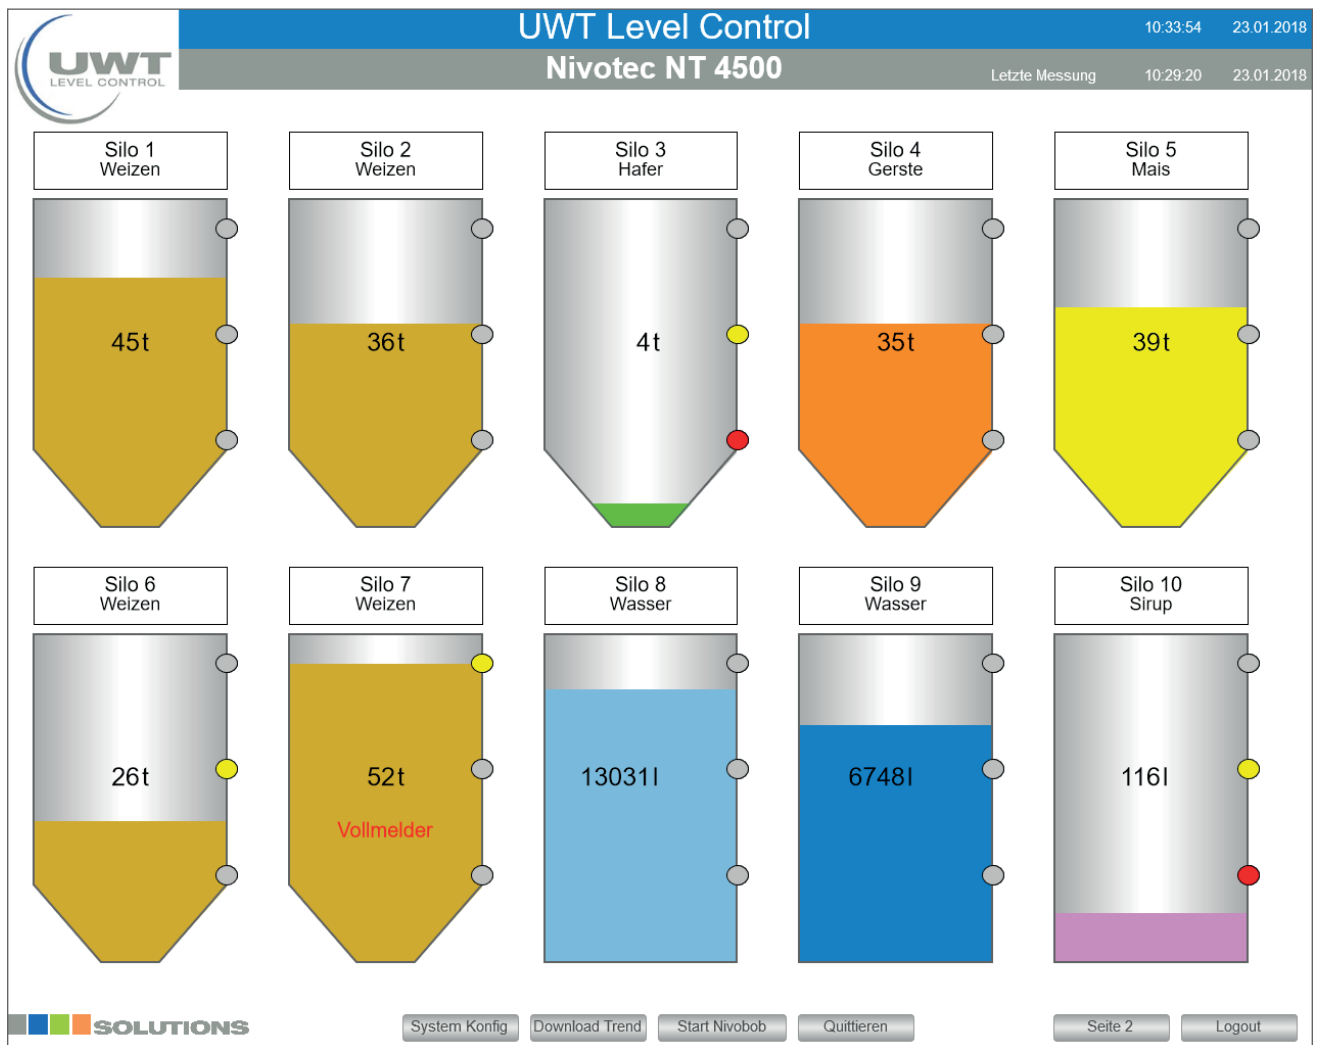 UWT
LEVEL CONTROL
UWT Level Control
10:33:54 23.01.2018
Nivotec NT 4500
Letzte Messung 10:29:20 23.01.2018
Silo 1
Weizen
Silo 2
Weizen
Silo 3
Hafer
Silo 4
Gerste
Silo 5
Mais
45t
36t
4t
35t
39t
Silo 6
Weizen
Silo 7
Weizen
Silo 8
Wasser
Silo 9
Wasser
Silo 10
Sirup
26t
52t
Vollmelder
13031l
6748l
116l
SOLUTIONS
System Konfig
Download Trend
Start Nivobob
Quittieren
Seite 2
Logout